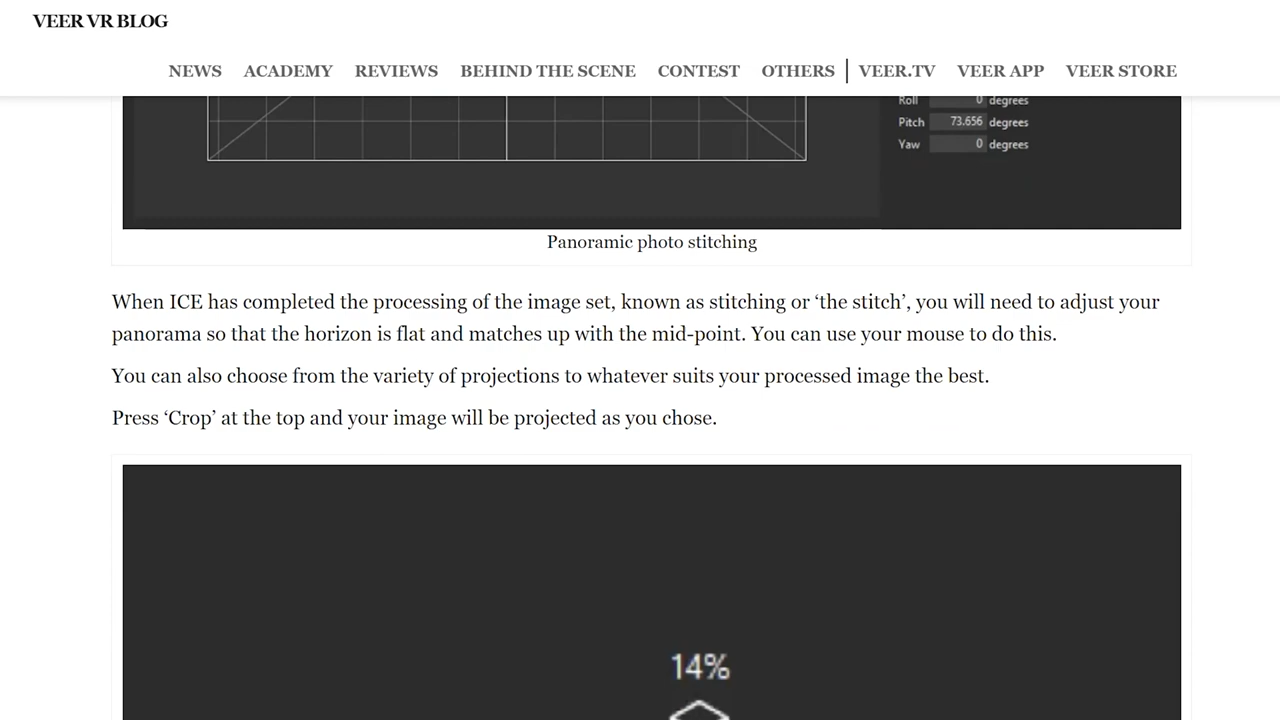 VEER VR BLOG
NEWS ACADEMY REVIEWS BEHIND THE SCENE CONTEST OTHERS VEER.TV VEER APP VEER STORE
Roll 0 degrees
Pitch 73.656 degrees
Yaw 0 degrees
Panoramic photo stitching
When ICE has completed the processing of the image set, known as stitching or ‘the stitch’, you will need to adjust your
panorama so that the horizon is flat and matches up with the mid-point. You can use your mouse to do this.
You can also choose from the variety of projections to whatever suits your processed image the best.
Press ‘Crop’ at the top and your image will be projected as you chose.
14%